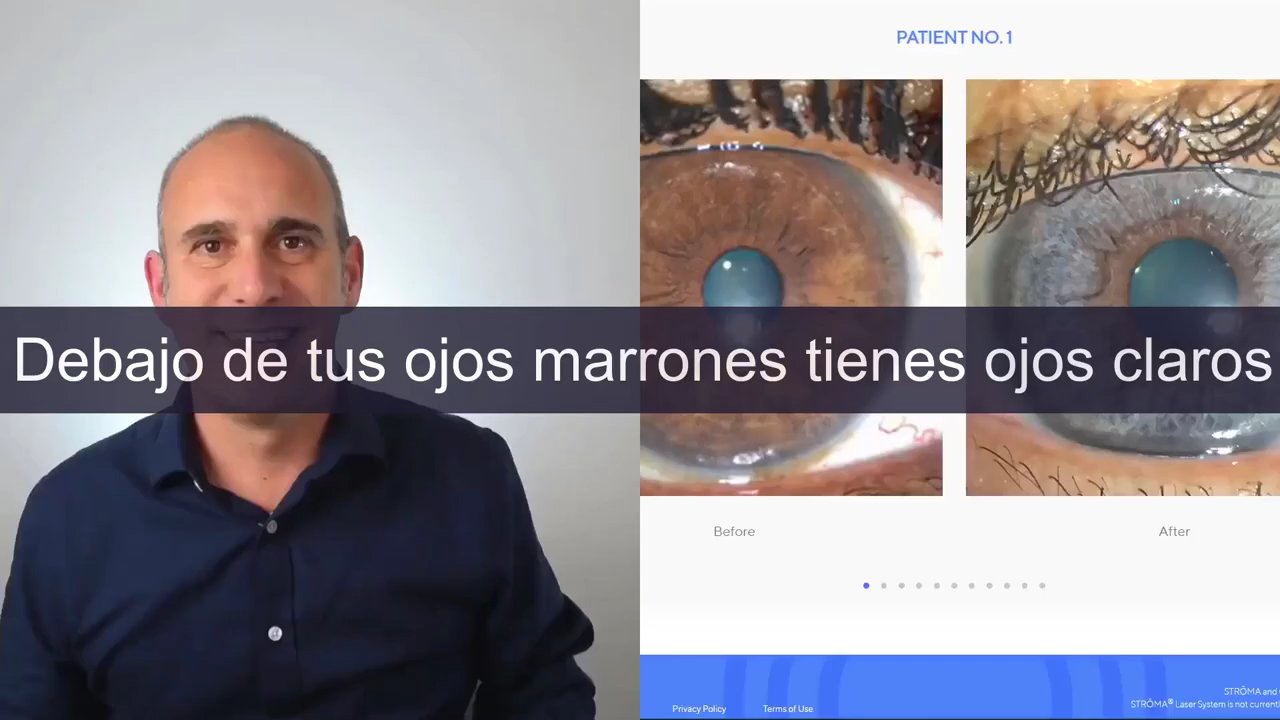 PATIENT NO. 1
Debajo de tus ojos marrones tienes ojos claros
Before
After
STRŌMA and
STRŌMA® Laser System is not current
Privacy Policy
Terms of Use